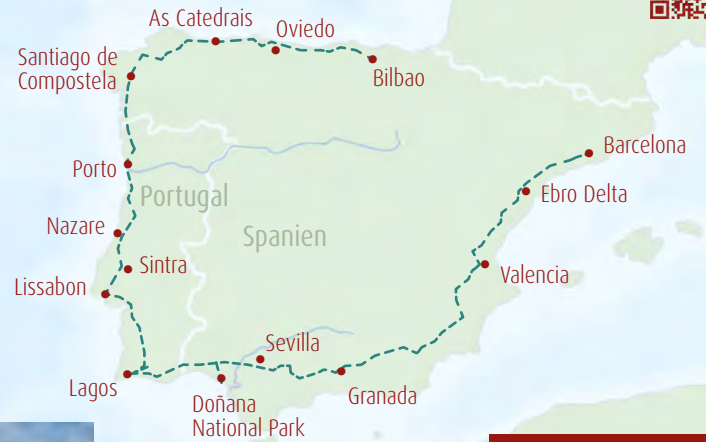 As Catedrais
Oviedo
Santiago de
Compostela
Bilbao
Barcelona
Porto
Portugal
Ebro Delta
Nazare
Spanien
Sintra
Valencia
Lissabon
Sevilla
Lagos
Granada
Doñana
National Park